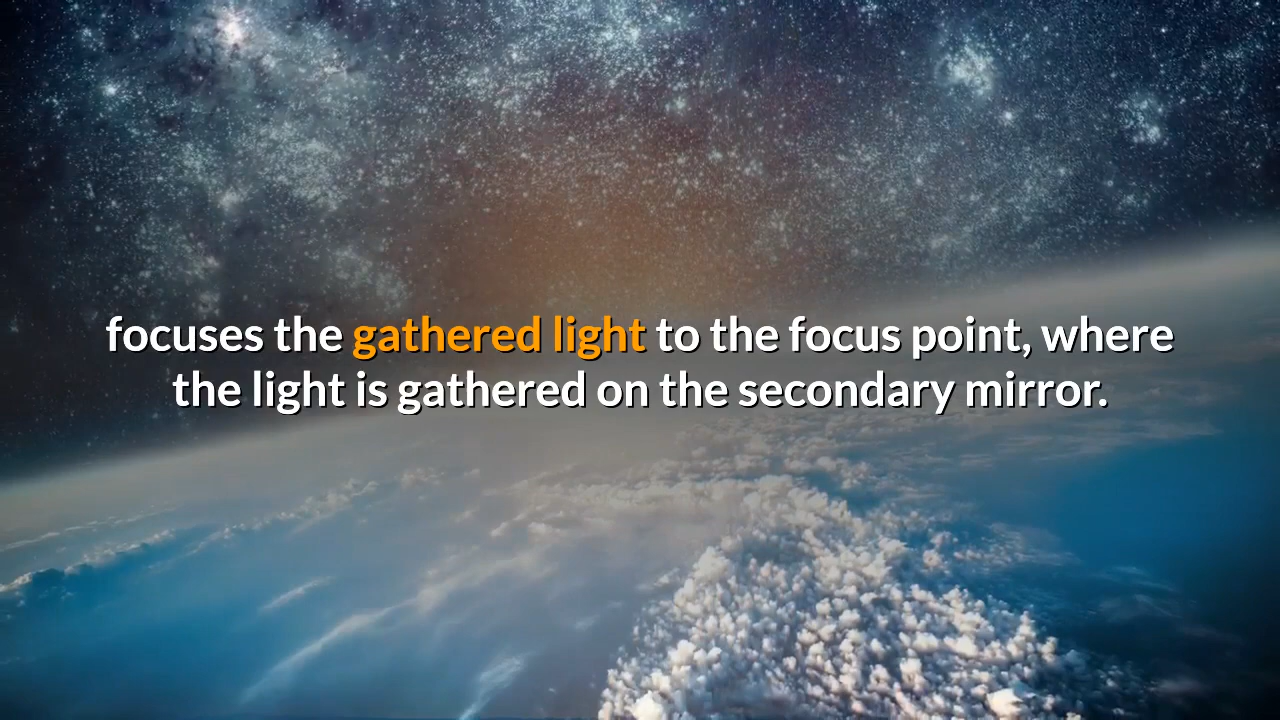 focuses the gathered light to the focus point, where
the light is gathered on the secondary mirror.